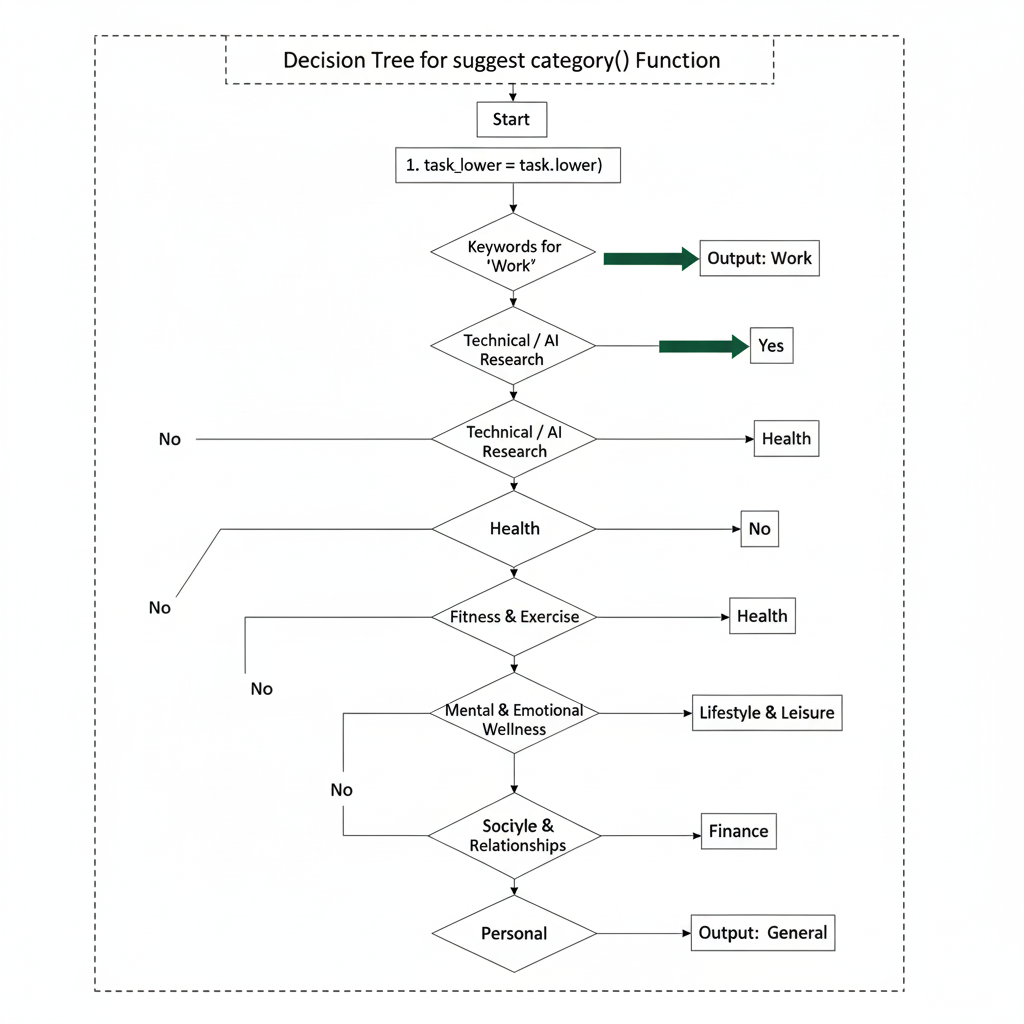 Decision Tree for suggest category() Function
Start
1. task_lower = task.lower)
Keywords for
'Work"
Output: Work
Technical / AI
Research
Yes
No
Technical / AI
Research
Health
Health
No
No
Fitness & Exercise
Health
No
Mental & Emotional
Wellness
Lifestyle & Leisure
No
Sociyle &
Relationships
Finance
Personal
Output: General